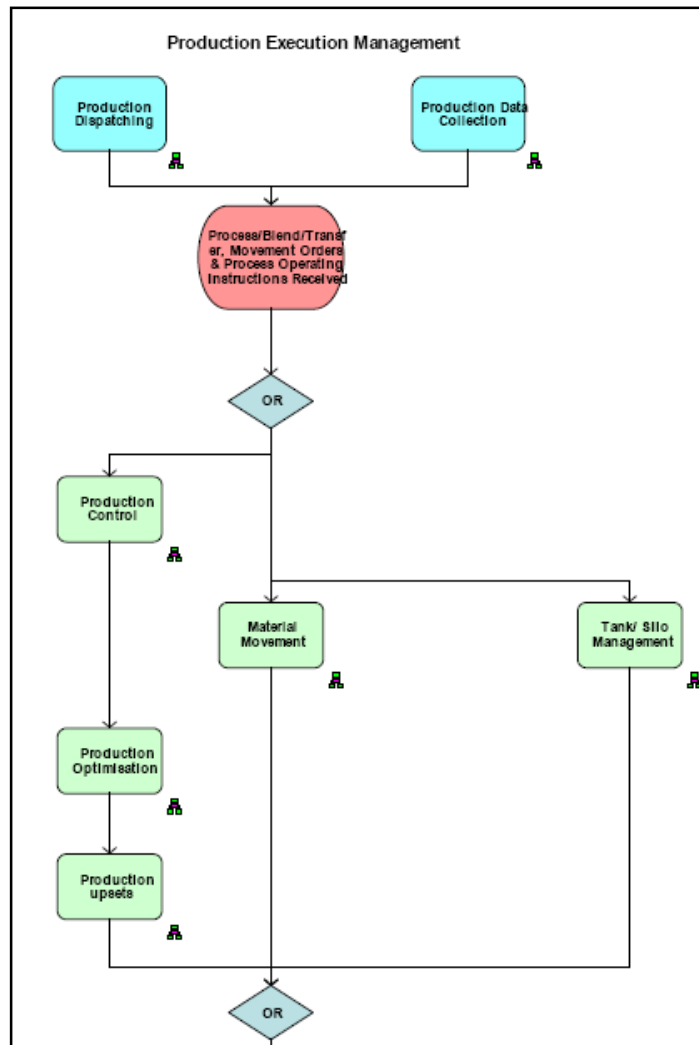 Production Execution Management
Production
Dispatching
Production Data
Collection
Process/Blend/Transf
er, Movement Orders
& Process Operating
Instructions Received
OR
Production
Control
Material
Movement
Tank/ Silo
Management
Production
Optimisation
Production
upsets
OR